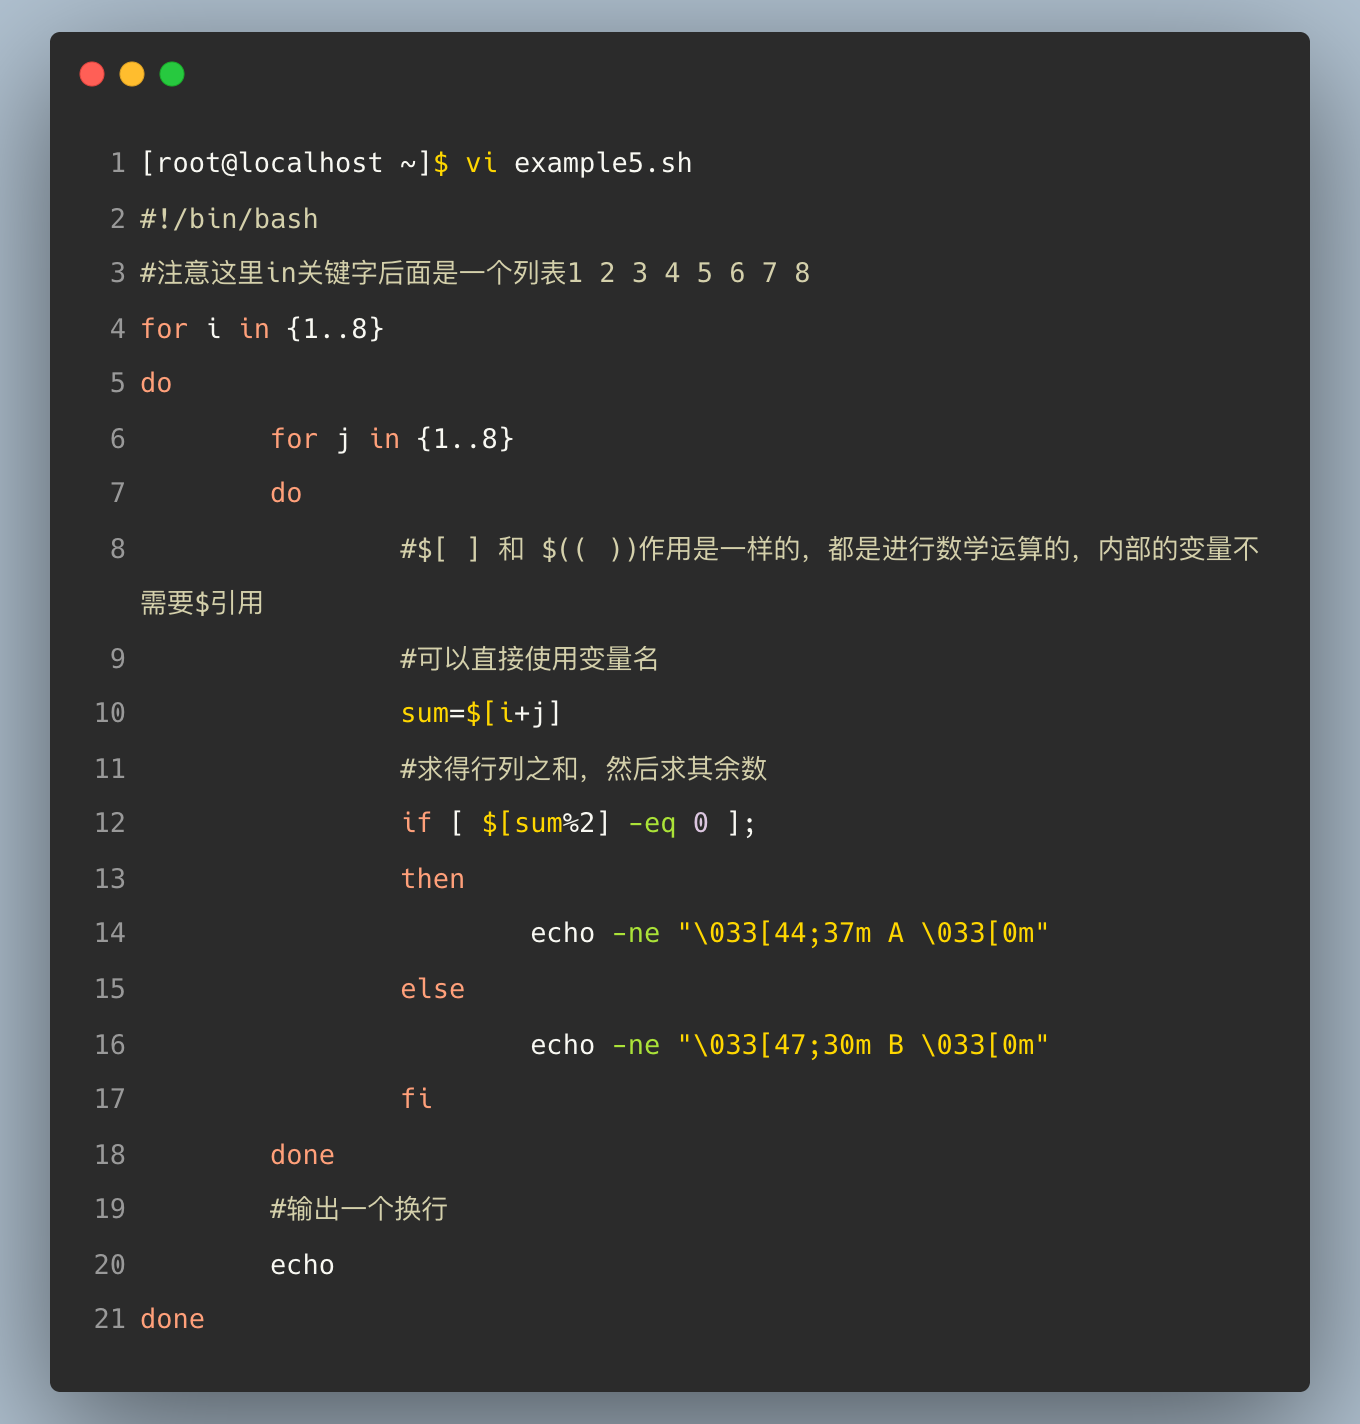 1 [root@localhost ~]$ vi example5.sh
2 #!/bin/bash
3 #注意这里in关键字后面是一个列表1 2 3 4 5 6 7 8
4 for i in {1..8}
5 do
6         for j in {1..8}
7         do
8                 #$[ ] 和 $(( ))作用是一样的，都是进行数学运算的，内部的变量不
需要$引用
9                 #可以直接使用变量名
10                 sum=$[i+j]
11                 #求得行列之和，然后求其余数
12                 if [ $[sum%2] -eq 0 ];
13                 then
14                         echo -ne "\033[44;37m A \033[0m"
15                 else
16                         echo -ne "\033[47;30m B \033[0m"
17                 fi
18         done
19         #输出一个换行
20         echo
21 done